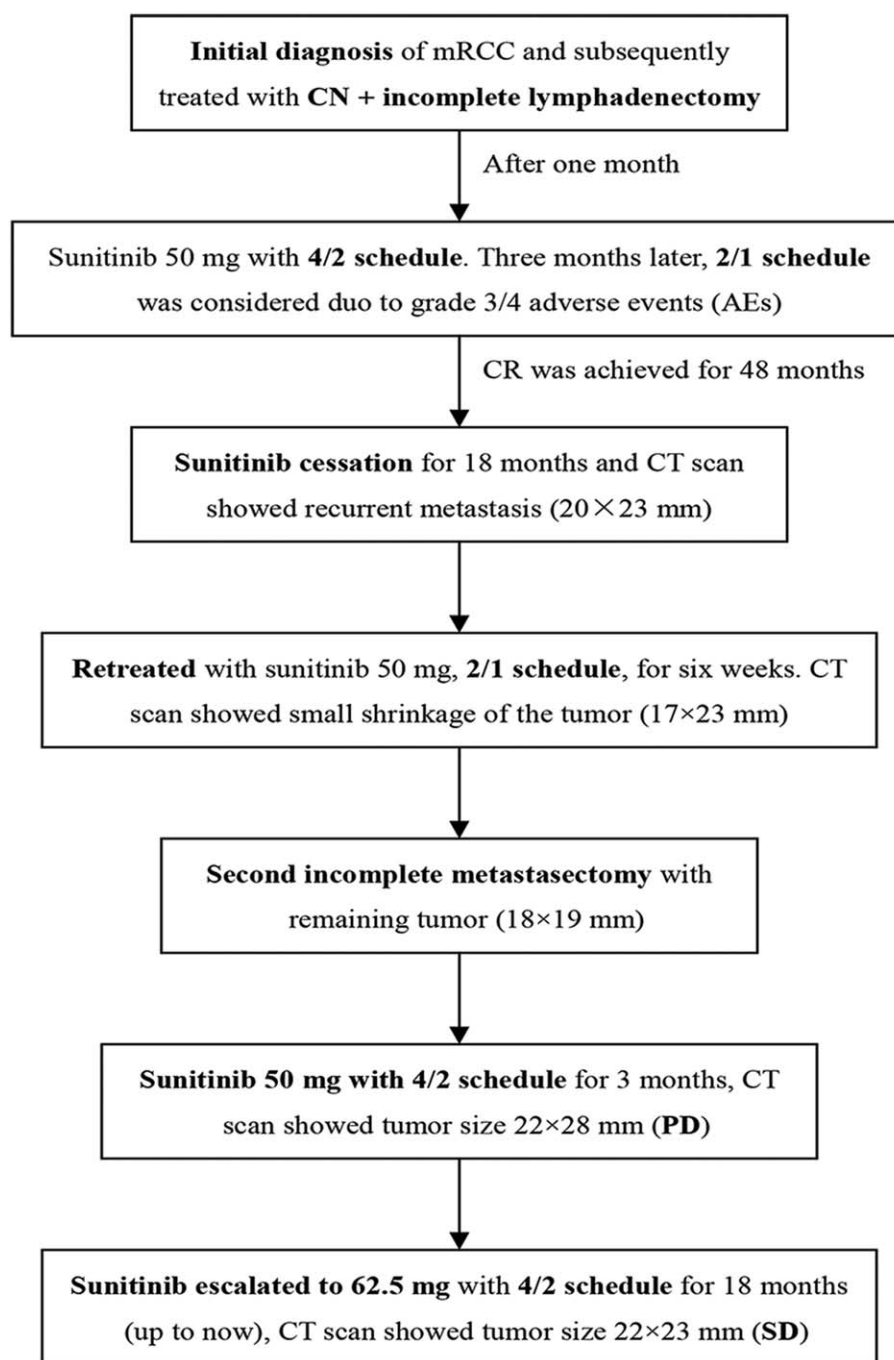 Initial diagnosis of mRCC and subsequently
treated with CN + incomplete lymphadenectomy
After one month
Sunitinib 50 mg with 4/2 schedule. Three months later, 2/1 schedule
was considered duo to grade 3/4 adverse events (AEs)
CR was achieved for 48 months
Sunitinib cessation for 18 months and CT scan
showed recurrent metastasis (20×23 mm)
Retreated with sunitinib 50 mg, 2/1 schedule, for six weeks. CT
scan showed small shrinkage of the tumor (17×23 mm)
Second incomplete metastasectomy with
remaining tumor (18×19 mm)
Sunitinib 50 mg with 4/2 schedule for 3 months, CT
scan showed tumor size 22×28 mm (PD)
Sunitinib escalated to 62.5 mg with 4/2 schedule for 18 months
(up to now), CT scan showed tumor size 22×23 mm (SD)